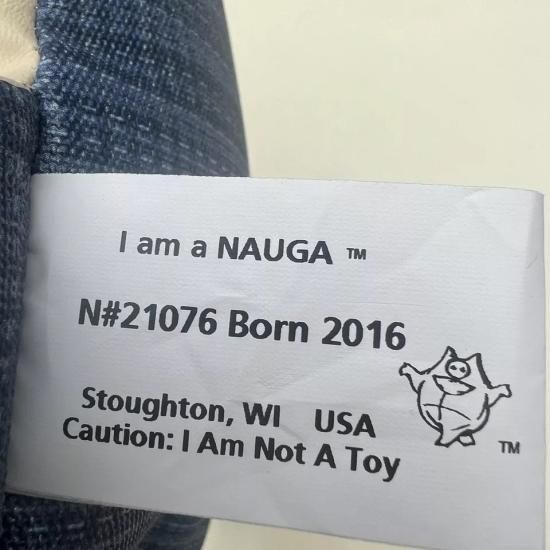 I am a NAUGA ™
N#21076 Born 2016
Stoughton, WI USA
Caution: I Am Not A Toy
™